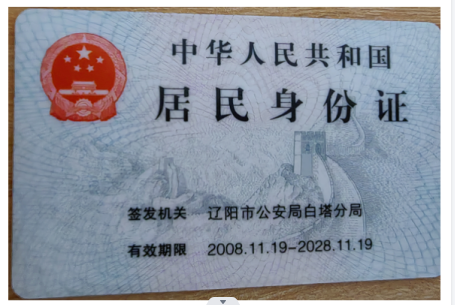 中华人民共和国
居民身份证
签发机关 辽阳市公安局白塔分局
有效期限 2008.11.19-2028.11.19